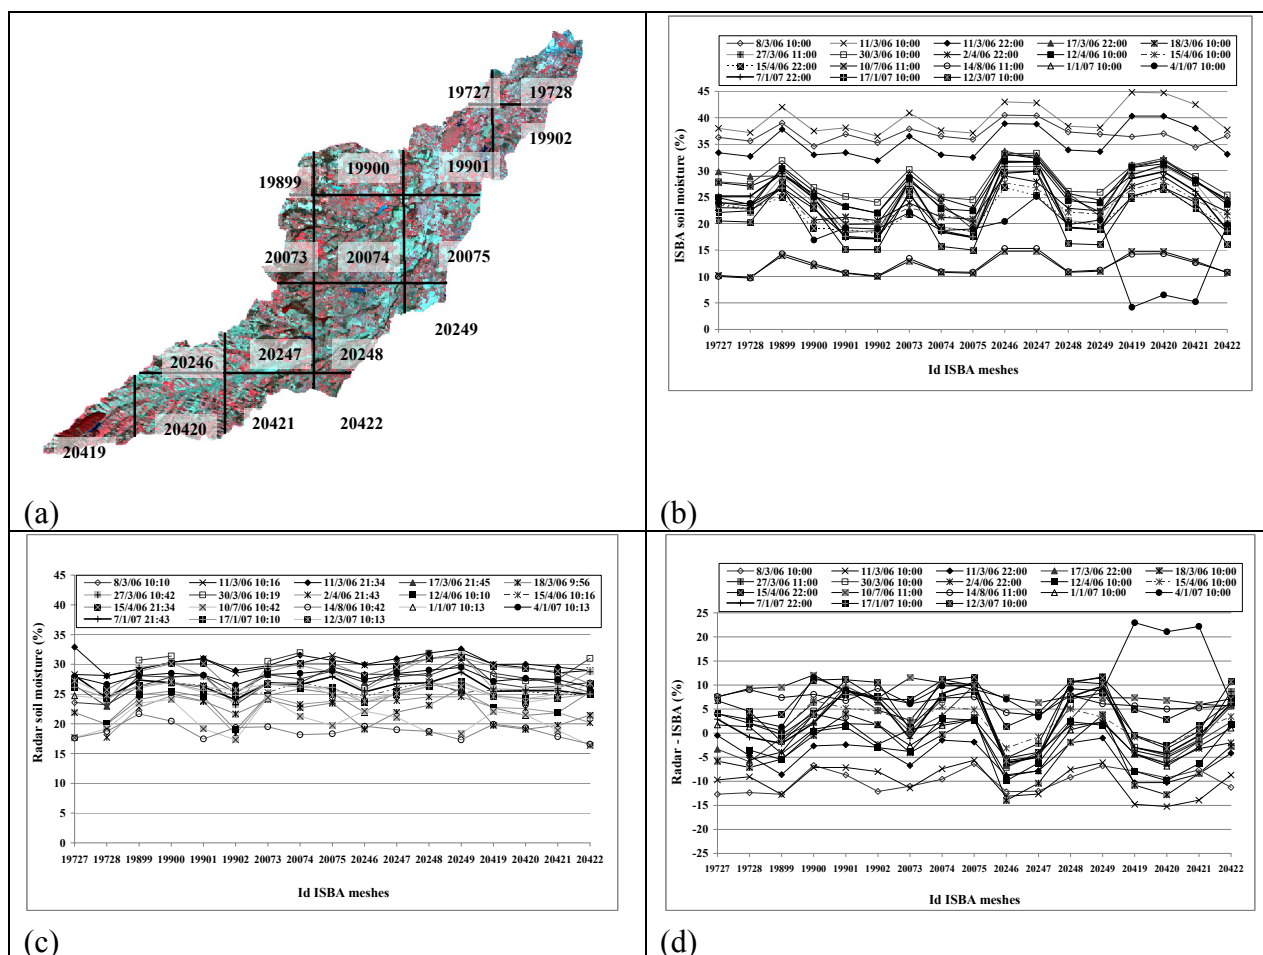 19727 19728
19902
19900 19901
19899
20073 20074 20075
20249
20247 20248
20246
20421 20422
20420
20419
(a)
8/3/06 10:00 11/3/06 10:00 11/3/06 22:00 17/3/06 22:00 18/3/06 10:00
27/3/06 11:00 30/3/06 10:00 2/4/06 22:00 12/4/06 10:00 15/4/06 10:00
15/4/06 22:00 10/7/06 11:00 14/8/06 11:00 1/1/07 10:00 4/1/07 10:00
7/1/07 22:00 17/1/07 10:00 12/3/07 10:00
45
40
35
30
25
20
15
10
5
0
ISBA soil moisture (%)
19727 19728 19899 19900 19901 19902 20073 20074 20075 20246 20247 20248 20249 20419 20420 20421 20422
Id ISBA meshes
(b)
8/3/06 10:10 11/3/06 10:16 11/3/06 21:34 17/3/06 21:45 18/3/06 9:56
27/3/06 10:42 30/3/06 10:19 2/4/06 21:43 12/4/06 10:10 15/4/06 10:16
15/4/06 21:34 10/7/06 10:42 14/8/06 10:42 1/1/07 10:13 4/1/07 10:13
7/1/07 21:43 17/1/07 10:10 12/3/07 10:13
45
40
35
30
25
20
15
10
5
0
Radar soil moisture (%)
19727 19728 19899 19900 19901 19902 20073 20074 20075 20246 20247 20248 20249 20419 20420 20421 20422
Id ISBA meshes
(c)
8/3/06 10:00 11/3/06 10:00 11/3/06 22:00 17/3/06 22:00 18/3/06 10:00
27/3/06 11:00 30/3/06 10:00 2/4/06 22:00 12/4/06 10:00 15/4/06 10:00
15/4/06 22:00 10/7/06 11:00 14/8/06 11:00 1/1/07 10:00 4/1/07 10:00
7/1/07 22:00 17/1/07 10:00 12/3/07 10:00
25
20
15
10
5
0
-5
-10
-15
-20
-25
Radar - ISBA (%)
19727 19728 19899 19900 19901 19902 20073 20074 20075 20246 20247 20248 20249 20419 20420 20421 20422
Id ISBA meshes
(d)